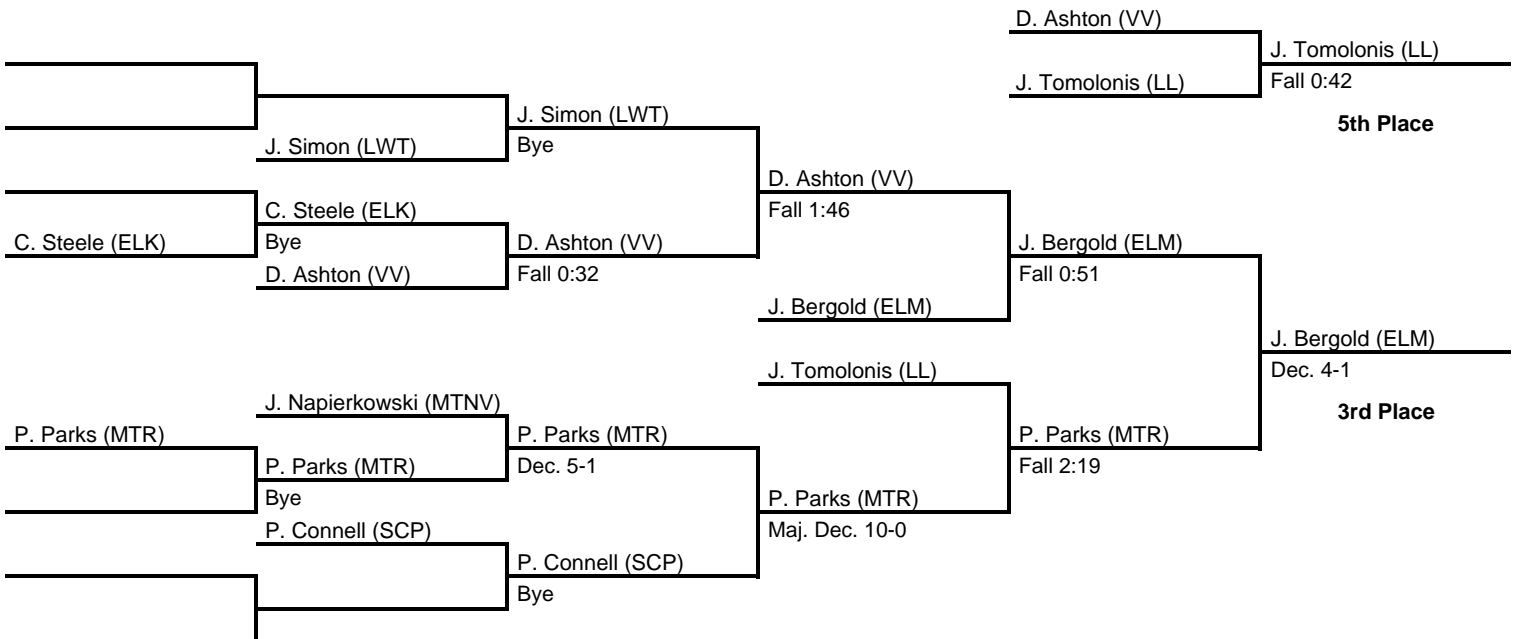 D. Ashton (VV)
J. Tomolonis (LL)
J. Tomolonis (LL)
Fall 0:42
5th Place
J. Simon (LWT)
J. Simon (LWT)
Bye
D. Ashton (VV)
Fall 1:46
C. Steele (ELK)
C. Steele (ELK)
Bye
D. Ashton (VV)
D. Ashton (VV)
Fall 0:32
J. Bergold (ELM)
Fall 0:51
J. Bergold (ELM)
J. Bergold (ELM)
Dec. 4-1
3rd Place
J. Tomolonis (LL)
J. Napierkowski (MTNV)
P. Parks (MTR)
P. Parks (MTR)
Bye
P. Parks (MTR)
Dec. 5-1
P. Parks (MTR)
Fall 2:19
P. Parks (MTR)
Maj. Dec. 10-0
P. Connell (SCP)
P. Connell (SCP)
Bye